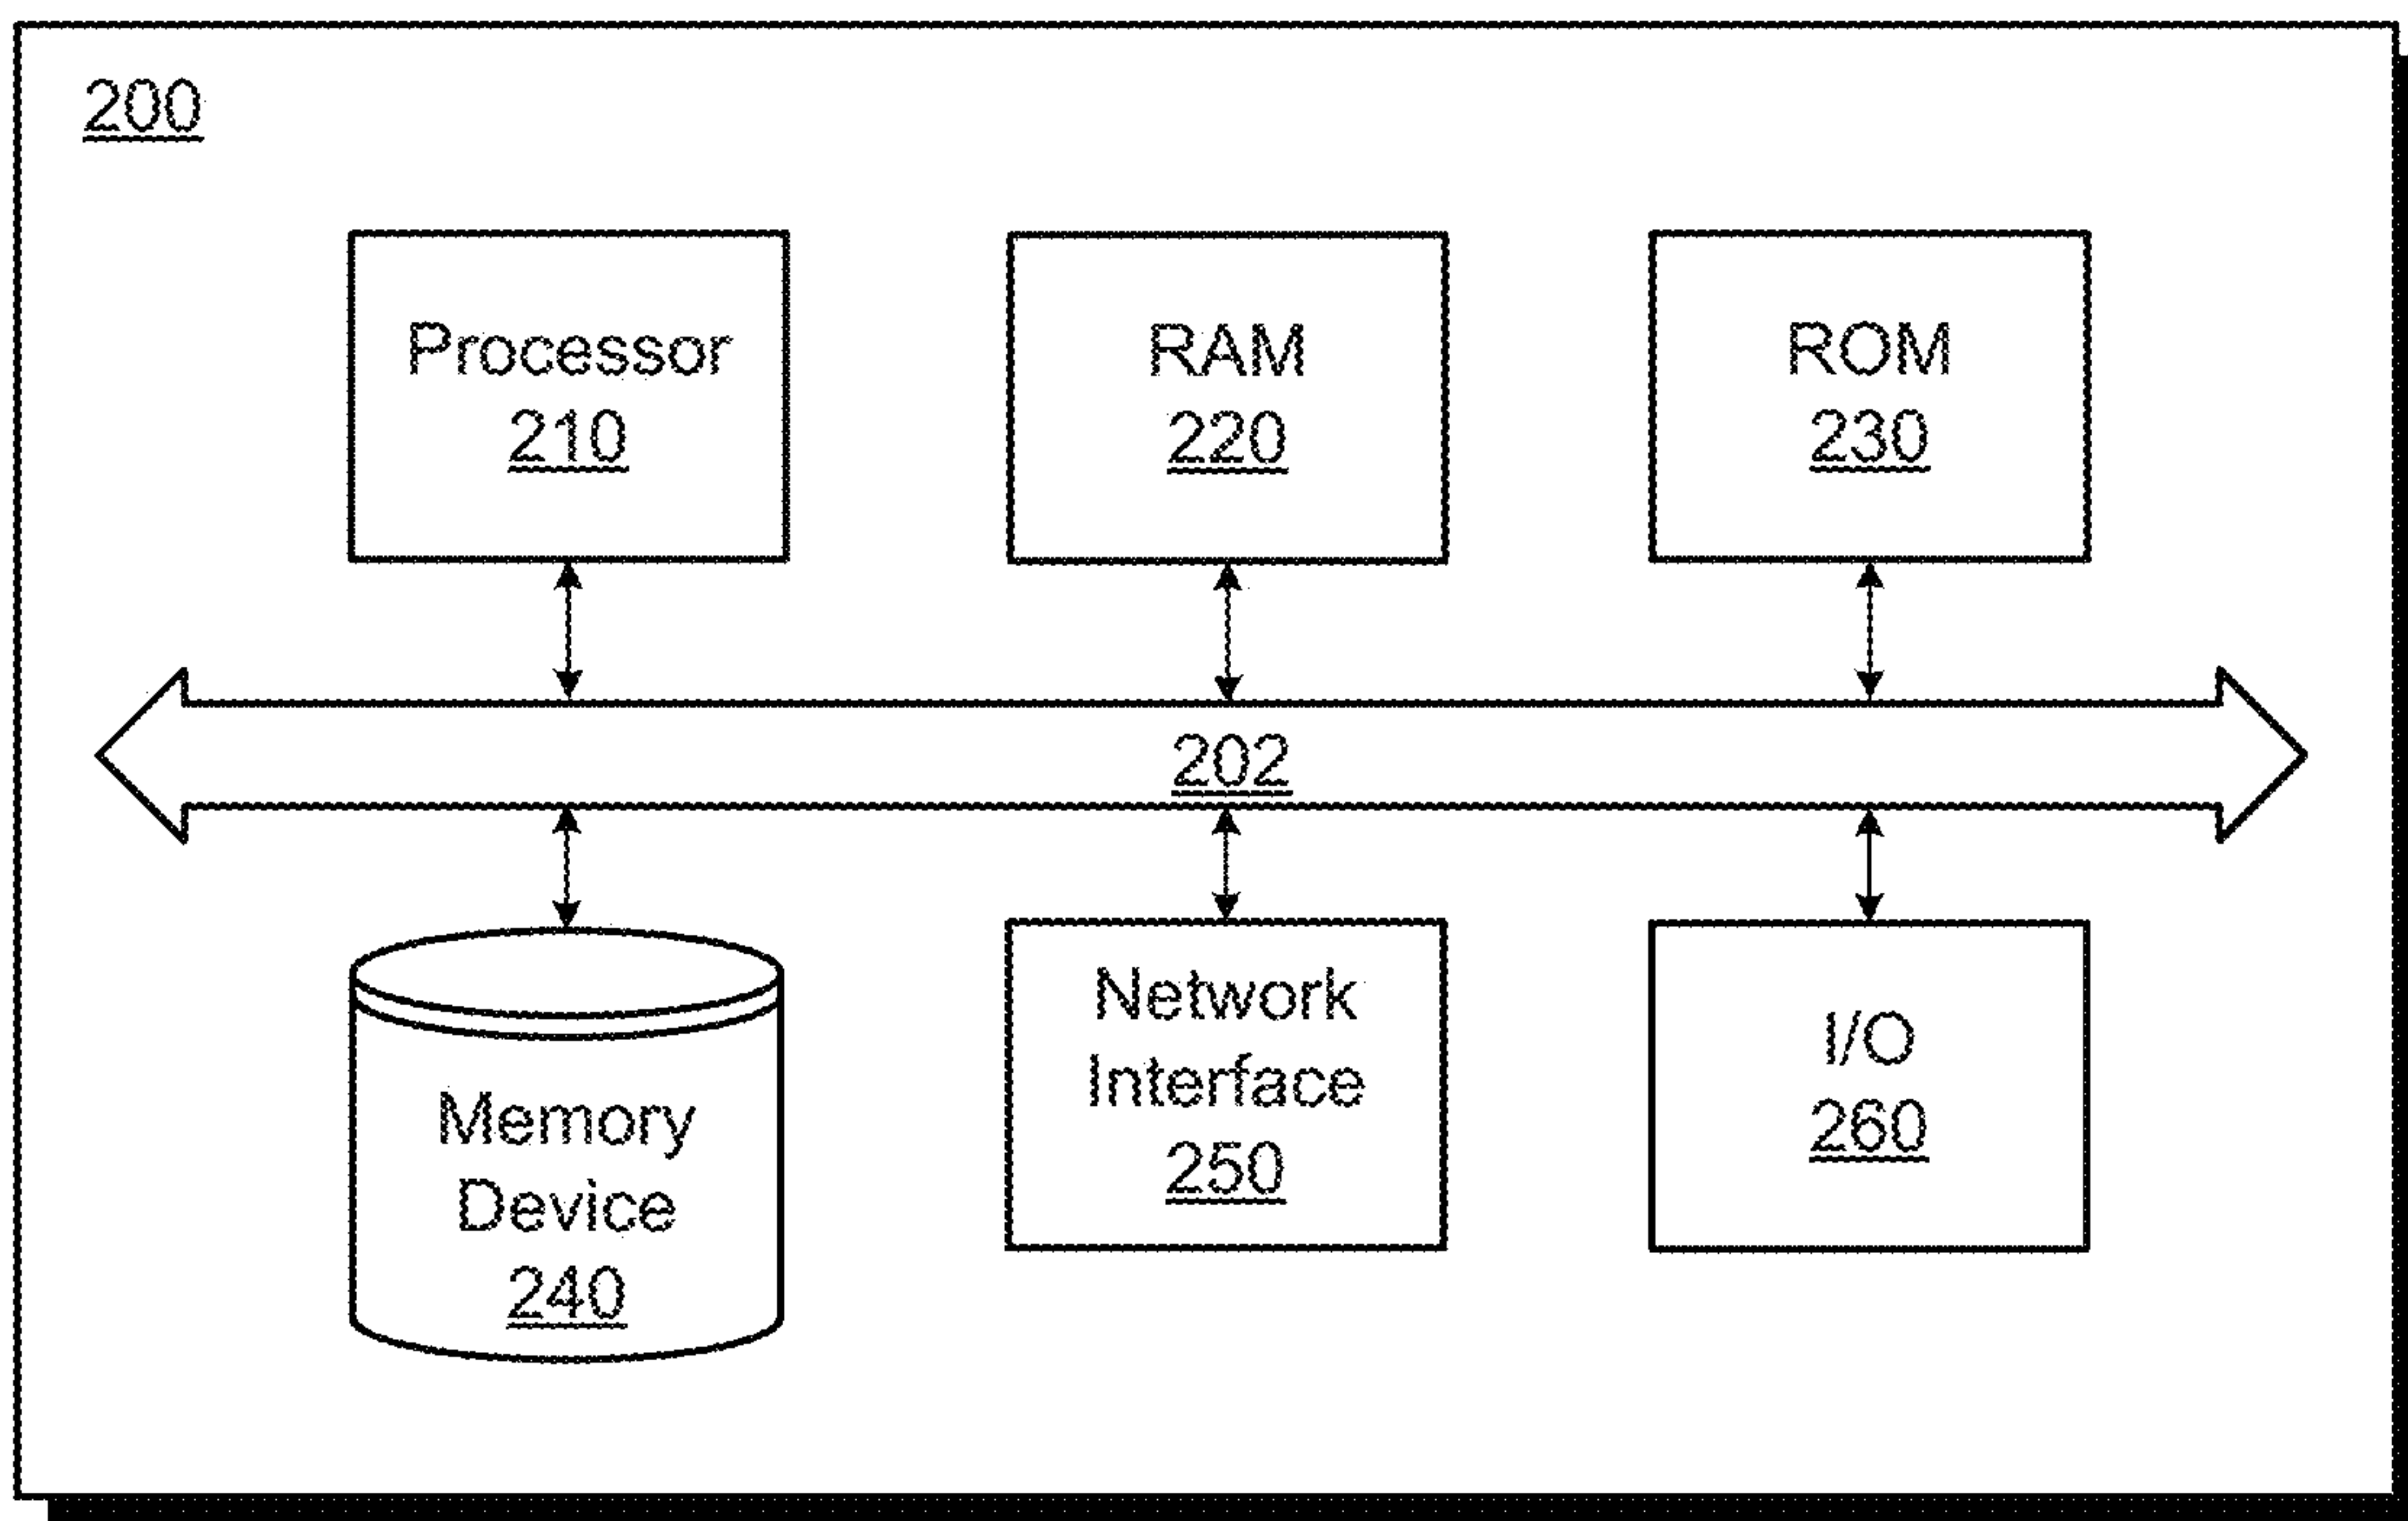 200
Processor
210
RAM
220
ROM
230
202
Memory
Device
240
Network
Interface
250
I/O
260